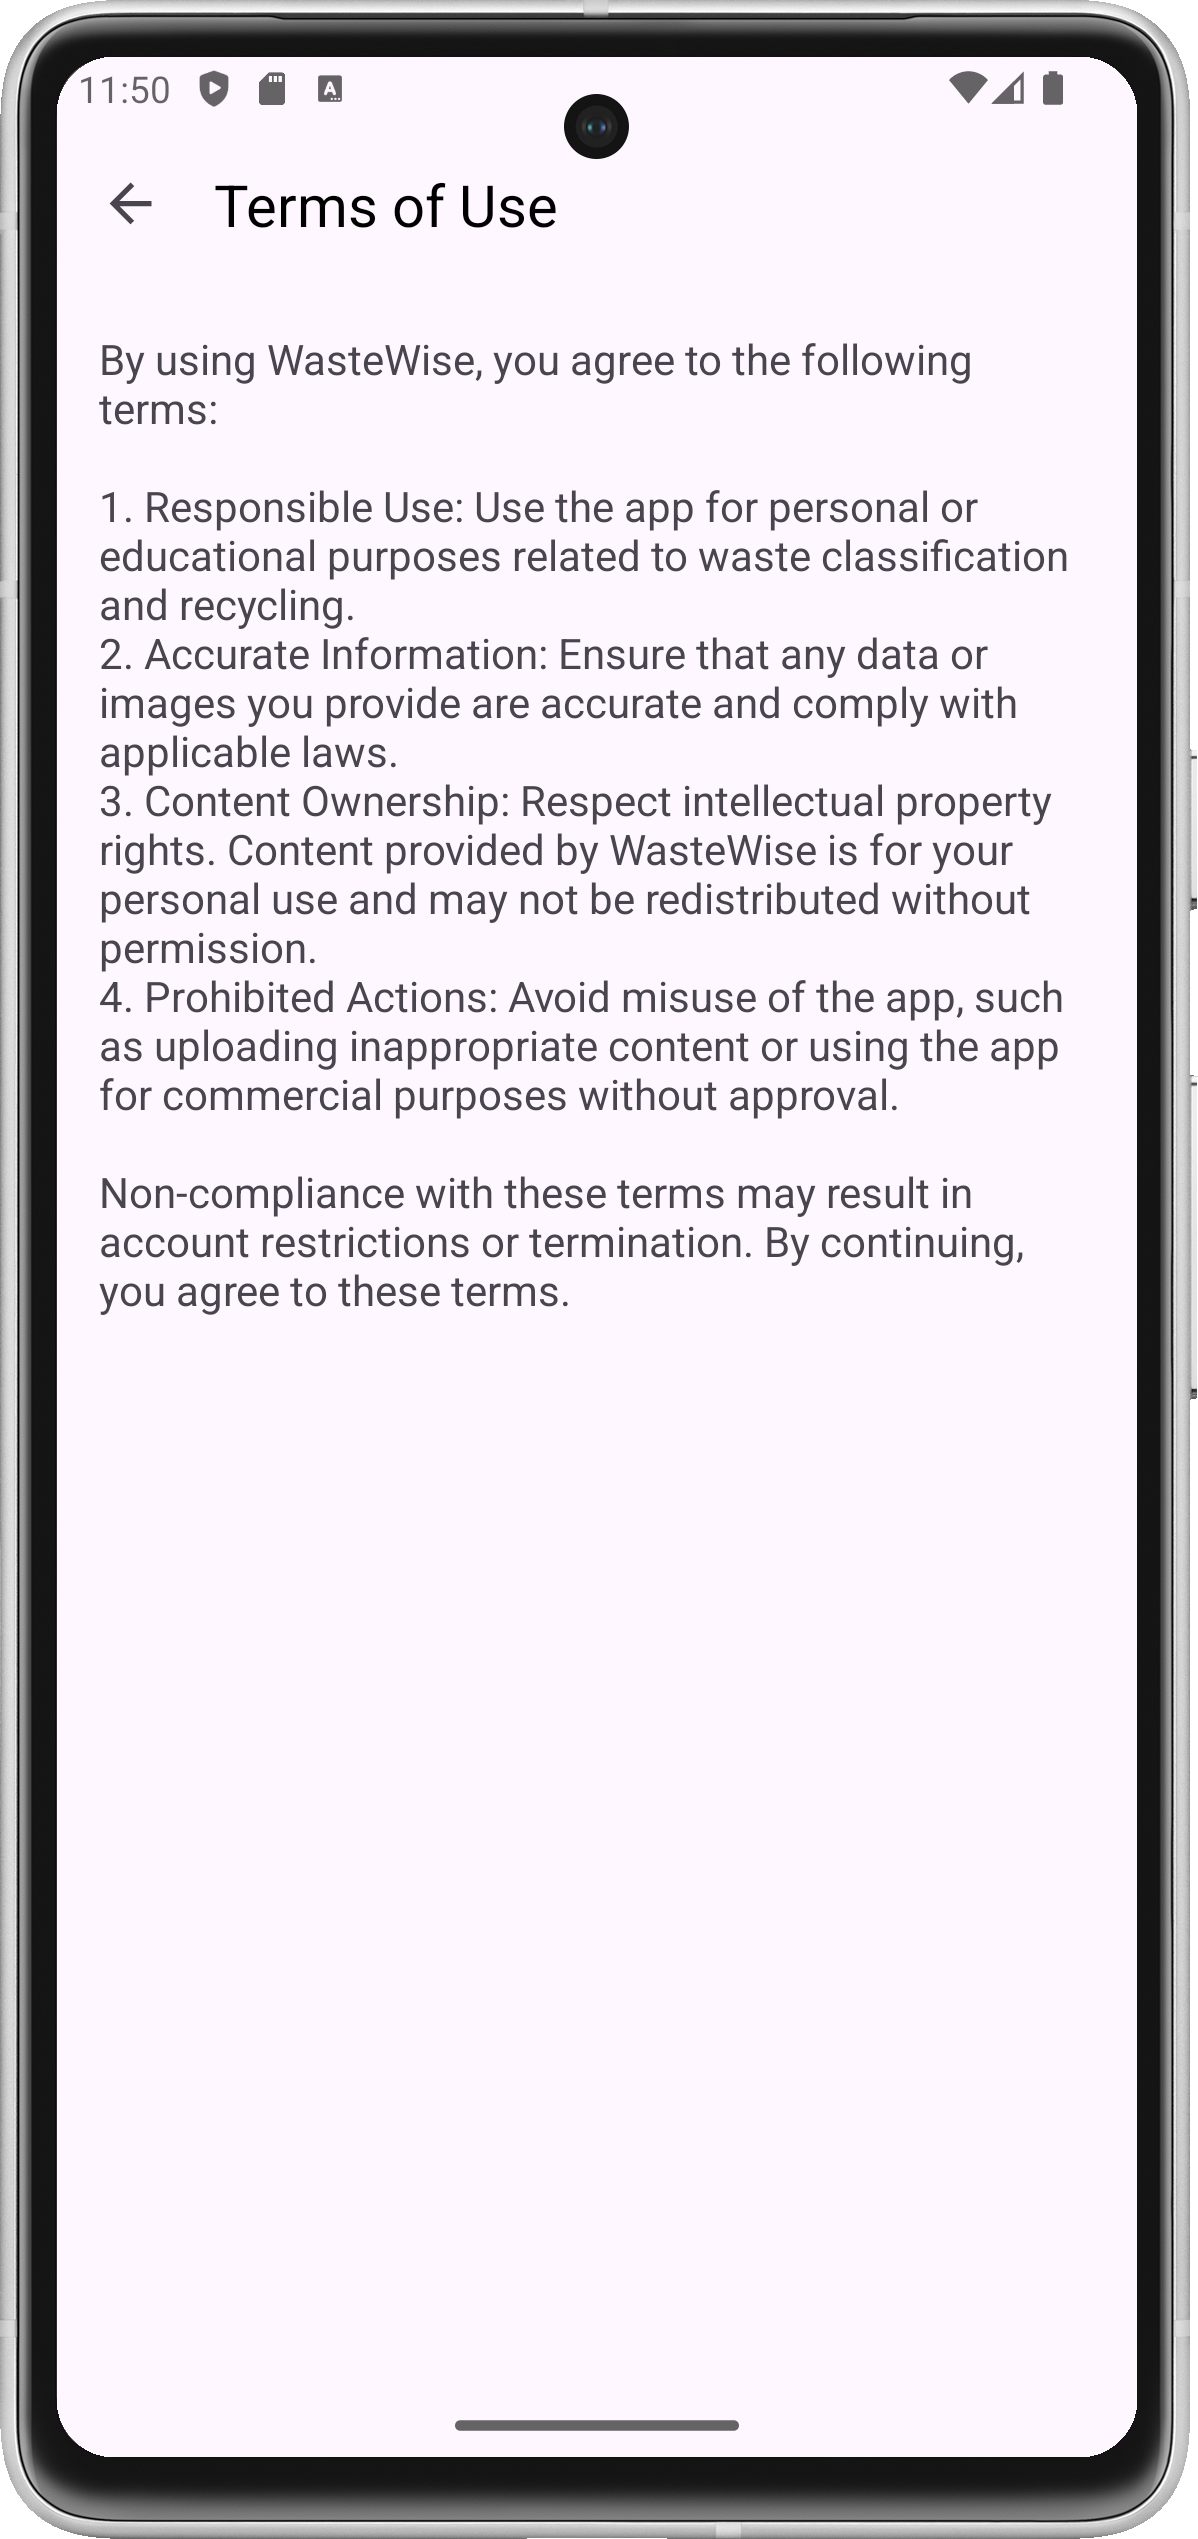 11:50
Terms of Use
By using WasteWise, you agree to the following
terms:
1. Responsible Use: Use the app for personal or
educational purposes related to waste classification
and recycling.
2. Accurate Information: Ensure that any data or
images you provide are accurate and comply with
applicable laws.
3. Content Ownership: Respect intellectual property
rights. Content provided by WasteWise is for your
personal use and may not be redistributed without
permission.
4. Prohibited Actions: Avoid misuse of the app, such
as uploading inappropriate content or using the app
for commercial purposes without approval.
Non-compliance with these terms may result in
account restrictions or termination. By continuing,
you agree to these terms.